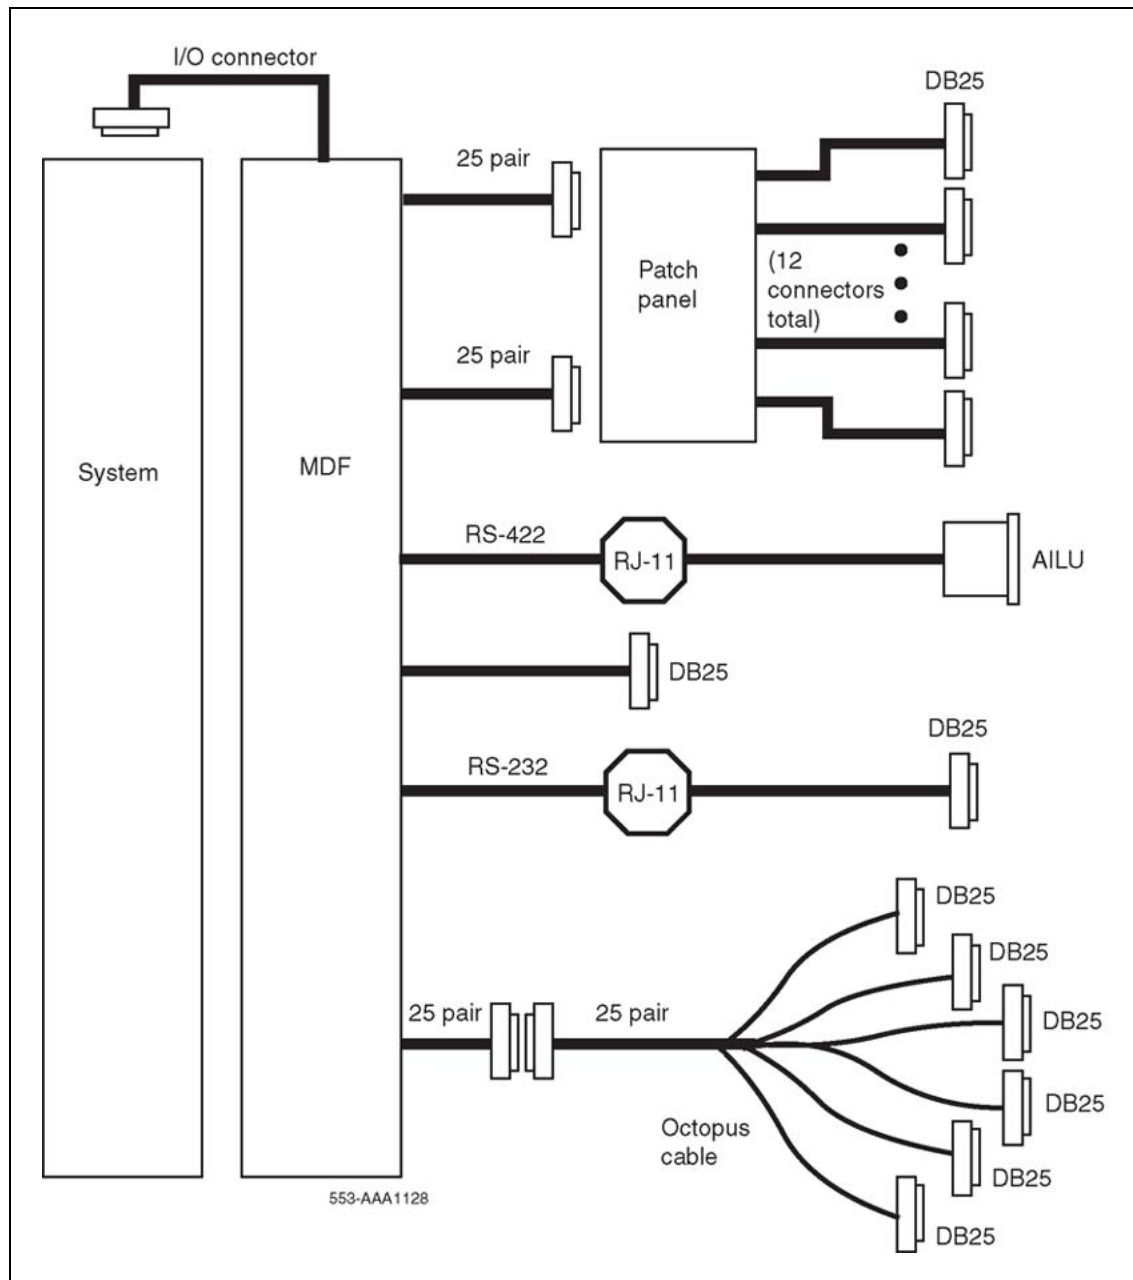 I/O connector
DB25
25 pair
Patch
panel
(12
connectors
total)
25 pair
System
MDF
RS-422
RJ-11
AILU
DB25
DB25
RS-232
RJ-11
DB25
DB25
25 pair
25 pair
DB25
DB25
Octopus
cable
DB25
DB25
553-AAA1128